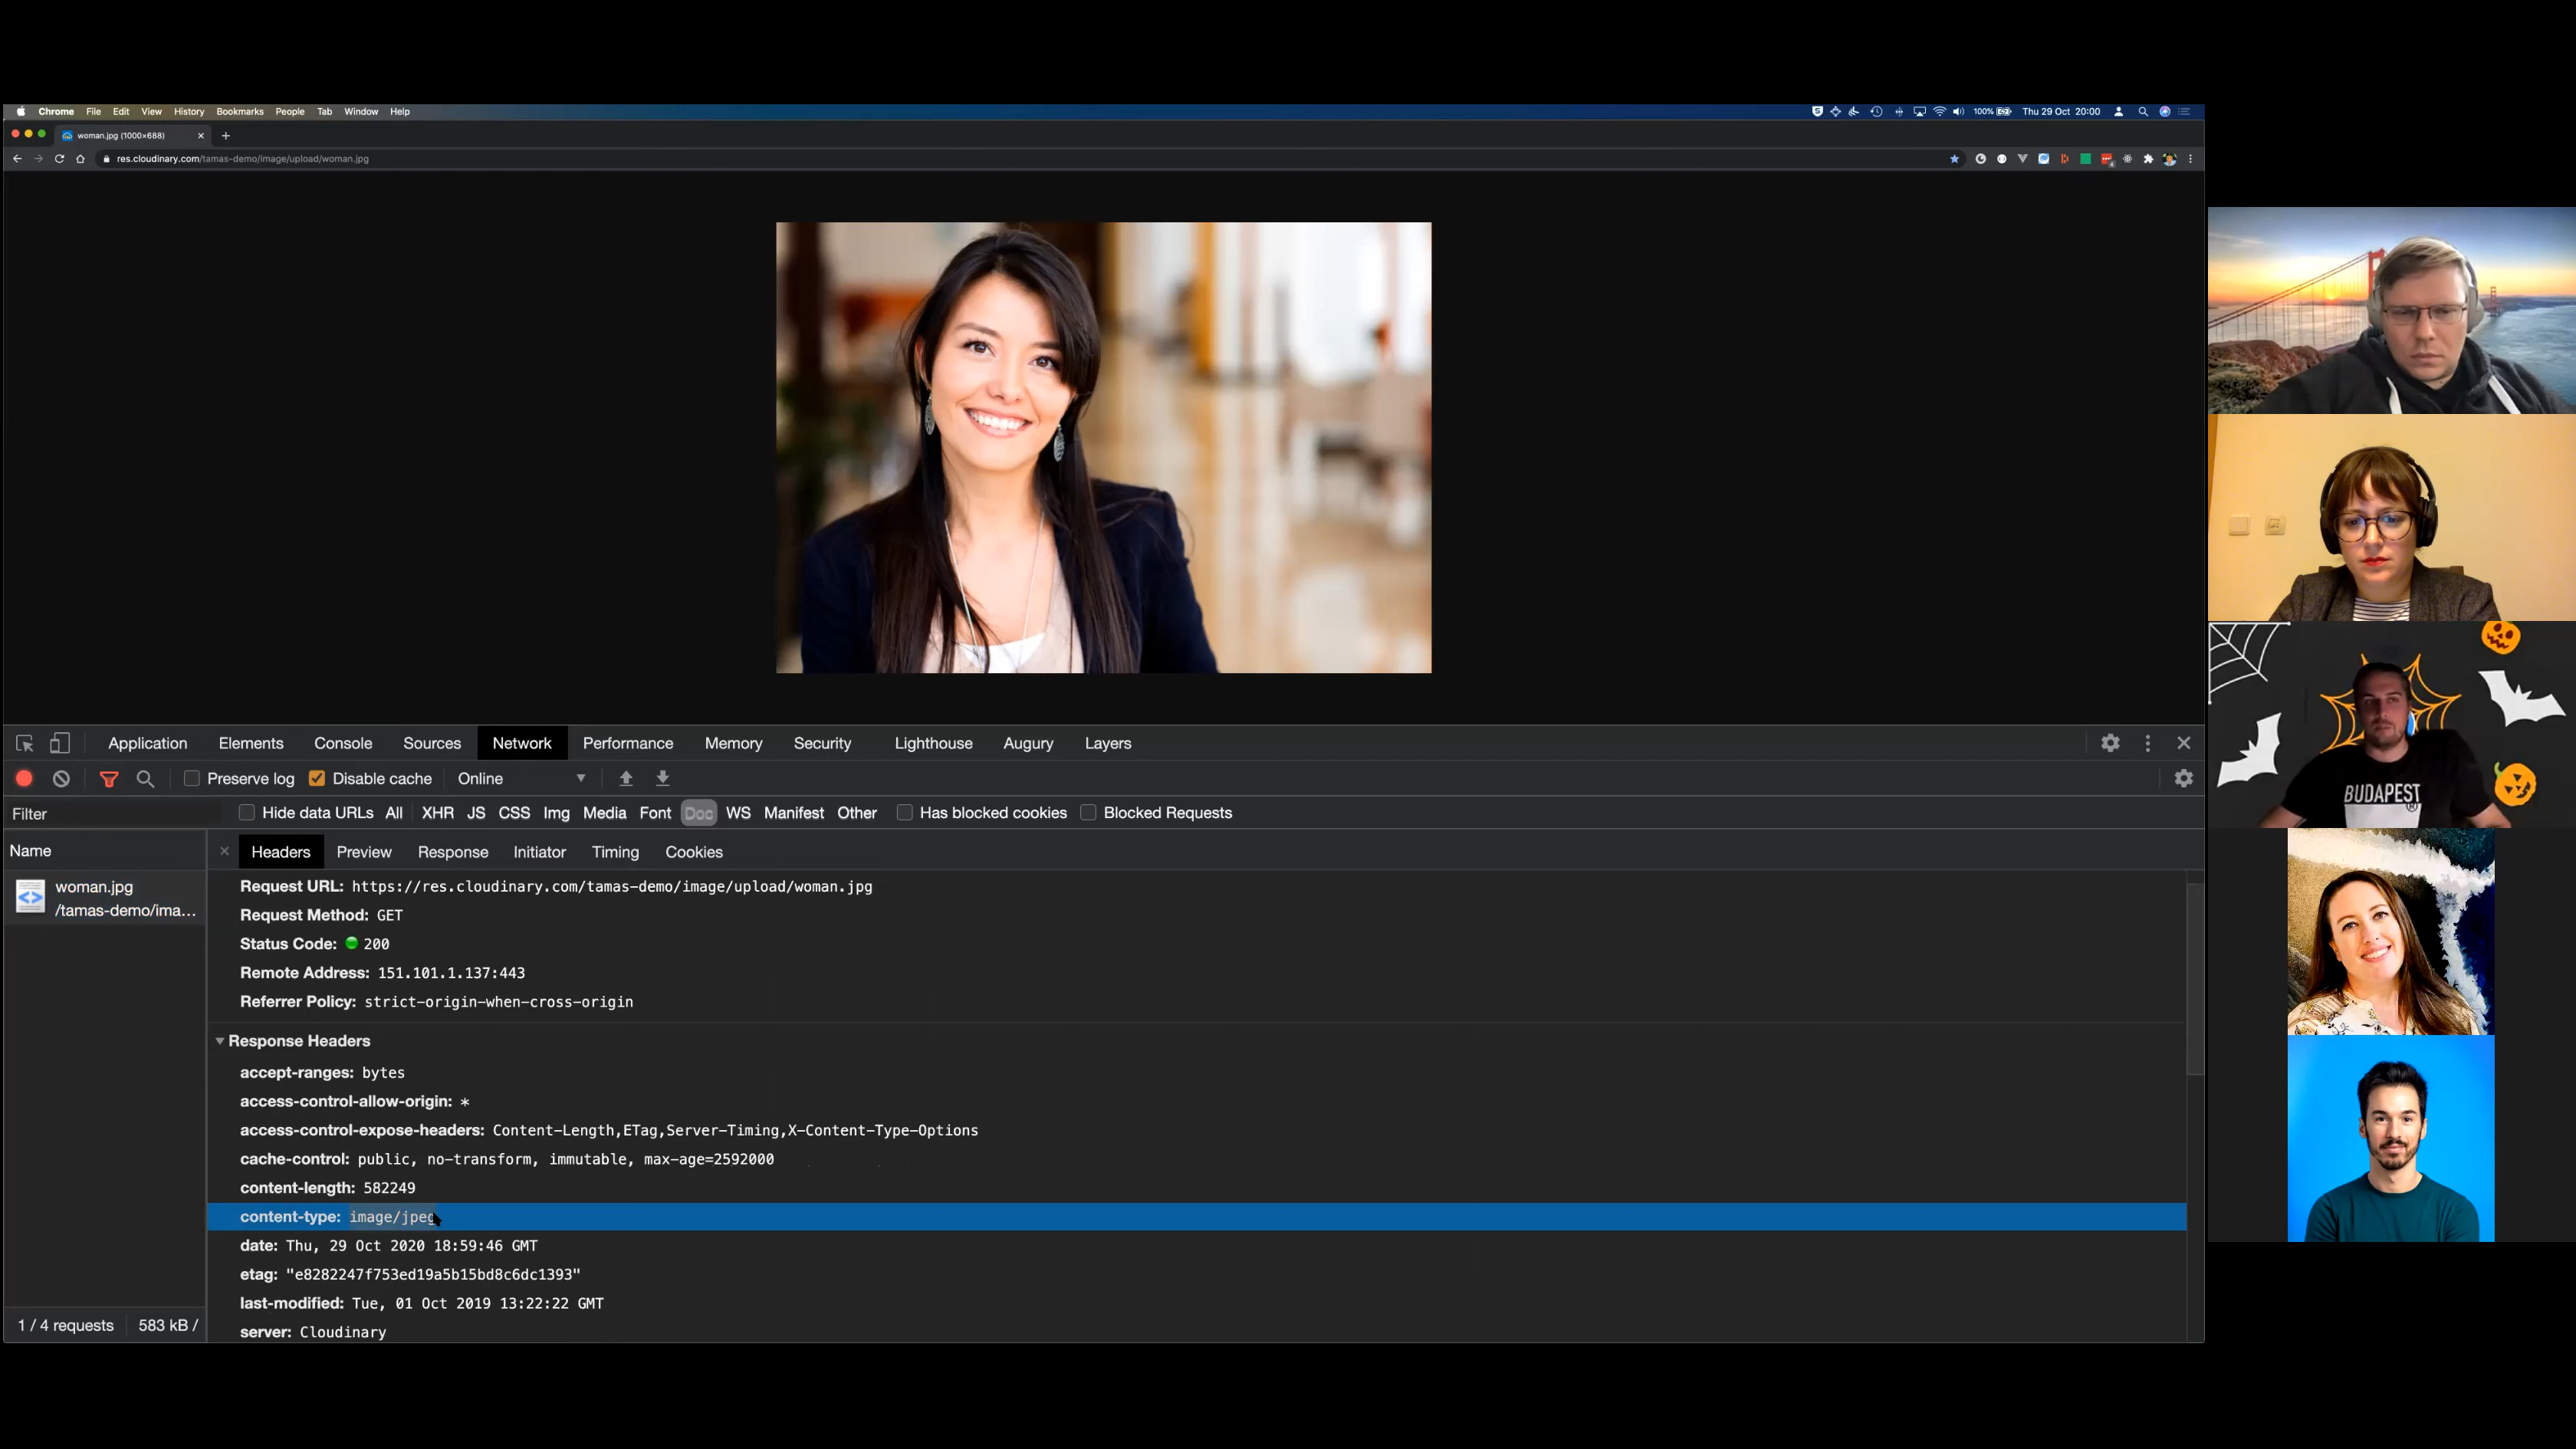 Chrome File Edit View History Bookmarks People Tab Window Help
100% Thu 29 Oct 20:00
woman.jpg (1000×688)
res.cloudinary.com/tamas-demo/image/upload/woman.jpg
Application Elements Console Sources Network Performance Memory Security Lighthouse Augury Layers
Preserve log Disable cache Online
Filter Hide data URLs All XHR JS CSS Img Media Font Doc WS Manifest Other Has blocked cookies Blocked Requests
Name Headers Preview Response Initiator Timing Cookies
woman.jpg
/tamas-demo/ima...
Request URL: https://res.cloudinary.com/tamas-demo/image/upload/woman.jpg
Request Method: GET
Status Code: 200
Remote Address: 151.101.1.137:443
Referrer Policy: strict-origin-when-cross-origin
Response Headers
accept-ranges: bytes
access-control-allow-origin: *
access-control-expose-headers: Content-Length,ETag,Server-Timing,X-Content-Type-Options
cache-control: public, no-transform, immutable, max-age=2592000
content-length: 582249
content-type: image/jpeg
date: Thu, 29 Oct 2020 18:59:46 GMT
etag: "e8282247f753ed19a5b15bd8c6dc1393"
last-modified: Tue, 01 Oct 2019 13:22:22 GMT
server: Cloudinary
1 / 4 requests 583 kB /
BUDAPEST